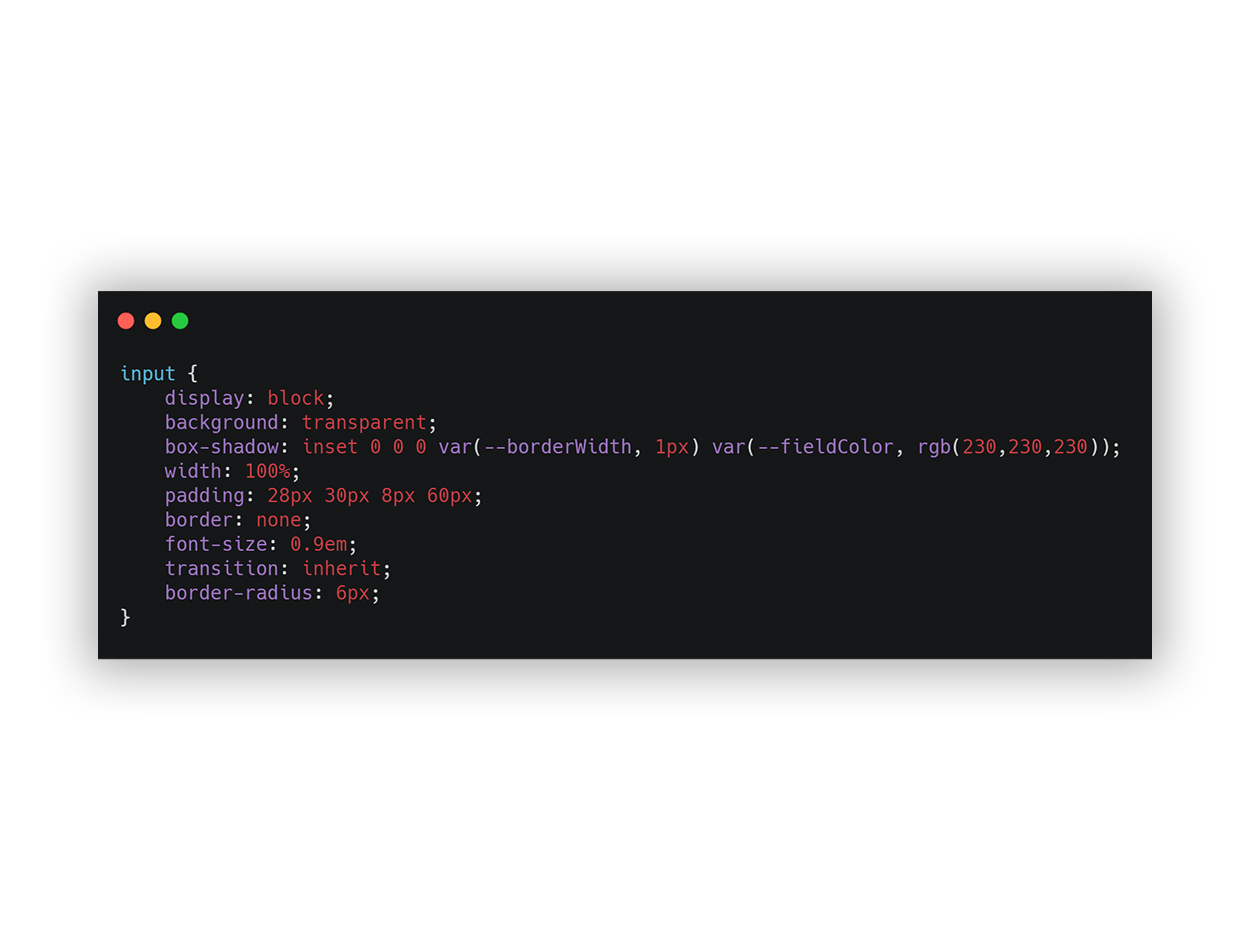 input {
    display: block;
    background: transparent;
    box-shadow: inset 0 0 0 var(--borderWidth, 1px) var(--fieldColor, rgb(230,230,230));
    width: 100%;
    padding: 28px 30px 8px 60px;
    border: none;
    font-size: 0.9em;
    transition: inherit;
    border-radius: 6px;
}